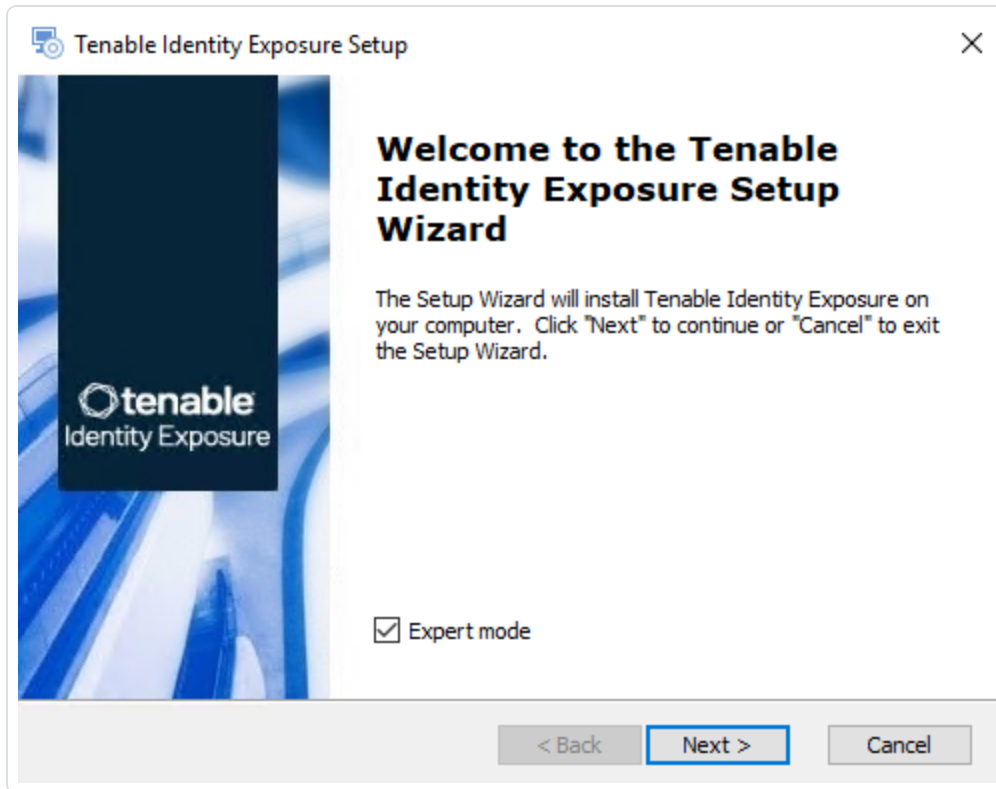 Tenable Identity Exposure Setup
Welcome to the Tenable
Identity Exposure Setup
Wizard
The Setup Wizard will install Tenable Identity Exposure on
your computer.  Click "Next" to continue or "Cancel" to exit
the Setup Wizard.
tenable
Identity Exposure
Expert mode
< Back
Next >
Cancel